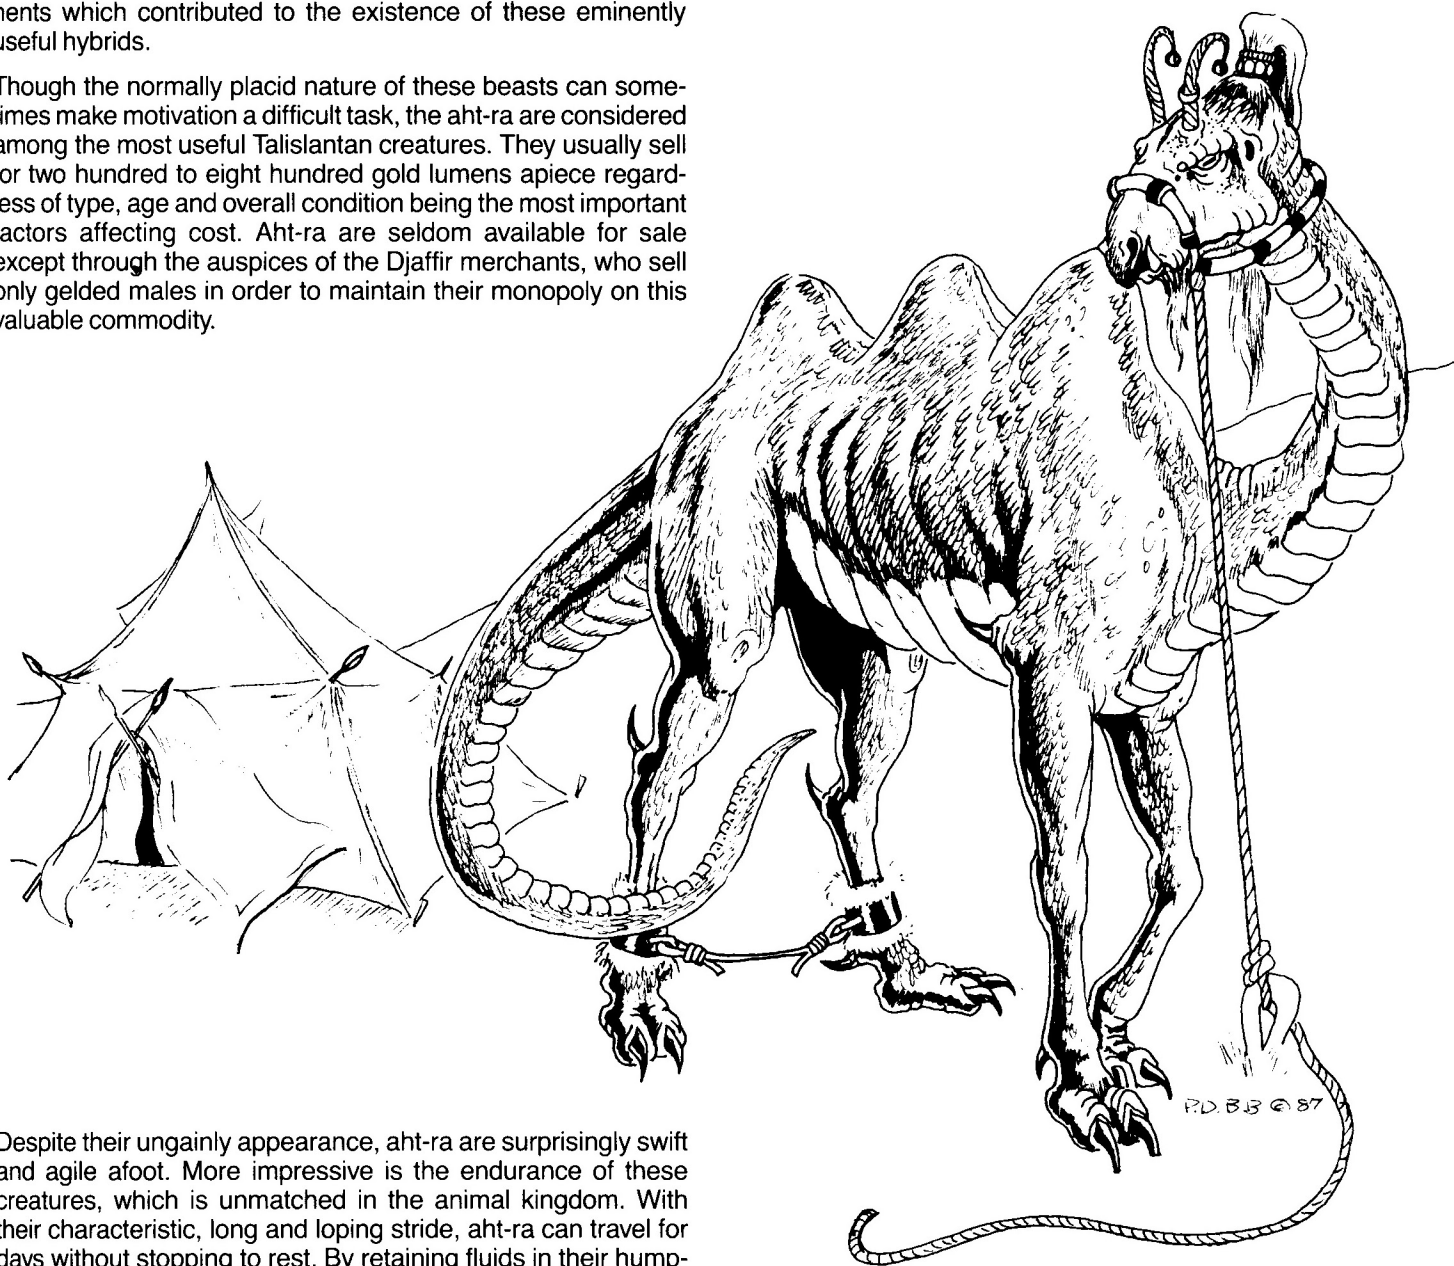 nents which contributed to the existence of these eminently
useful hybrids.
Though the normally placid nature of these beasts can some-
imes make motivation a difficult task, the aht-ra are considered
among the most useful Talislantan creatures. They usually sell
or two hundred to eight hundred gold lumens apiece regard-
ess of type, age and overall condition being the most important
actors affecting cost. Aht-ra are seldom available for sale
except through the auspices of the Djaffir merchants, who sell
only gelded males in order to maintain their monopoly on this
valuable commodity.
P.D. B.B © 87
Despite their ungainly appearance, aht-ra are surprisingly swift
and agile afoot. More impressive is the endurance of these
creatures, which is unmatched in the animal kingdom. With
their characteristic, long and loping stride, aht-ra can travel for
days without stopping to rest. By retaining fluids in their hump-